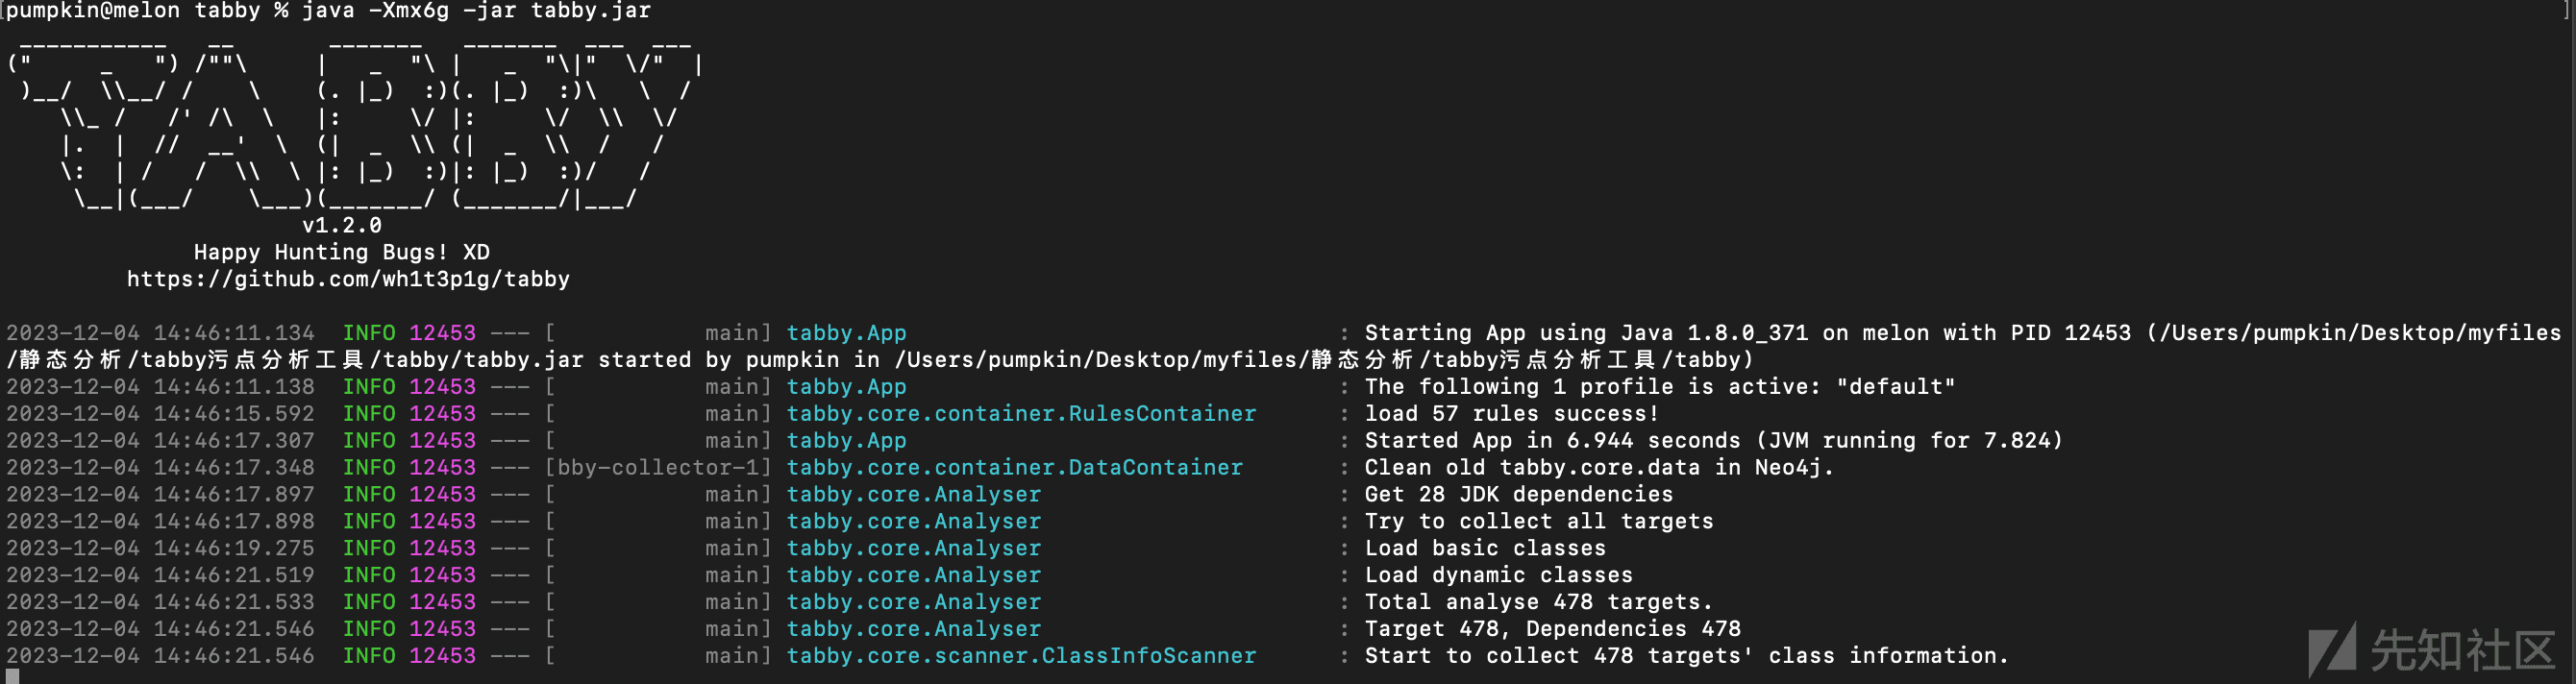 [pumpkin@melon tabby % java -Xmx6g -jar tabby.jar ]
 ___________   __       _______   _______  ___  ___
("     _   ") /""\     |   _  "\ |   _  "\|"  \/"  |
 )__/  \\__/ /    \    (. |_)  :)(. |_)  :)\   \  /
    \\_ /   /' /\  \   |:     \/ |:     \/  \\  \/
    |.  |  //  __'  \  (|  _  \\ (|  _  \\  /   /
    \:  | /   /  \\  \ |: |_)  :)|: |_)  :)/   /
     \__|(___/    \___)(_______/ (_______/|___/
v1.2.0
Happy Hunting Bugs! XD
https://github.com/wh1t3p1g/tabby
2023-12-04 14:46:11.134  INFO 12453 --- [           main] tabby.App                                : Starting App using Java 1.8.0_371 on melon with PID 12453 (/Users/pumpkin/Desktop/myfiles
/静态分析/tabby污点分析工具/tabby/tabby.jar started by pumpkin in /Users/pumpkin/Desktop/myfiles/静态分析/tabby污点分析工具/tabby)
2023-12-04 14:46:11.138  INFO 12453 --- [           main] tabby.App                                : The following 1 profile is active: "default"
2023-12-04 14:46:15.592  INFO 12453 --- [           main] tabby.core.container.RulesContainer      : load 57 rules success!
2023-12-04 14:46:17.307  INFO 12453 --- [           main] tabby.App                                : Started App in 6.944 seconds (JVM running for 7.824)
2023-12-04 14:46:17.348  INFO 12453 --- [bby-collector-1] tabby.core.container.DataContainer       : Clean old tabby.core.data in Neo4j.
2023-12-04 14:46:17.897  INFO 12453 --- [           main] tabby.core.Analyser                      : Get 28 JDK dependencies
2023-12-04 14:46:17.898  INFO 12453 --- [           main] tabby.core.Analyser                      : Try to collect all targets
2023-12-04 14:46:19.275  INFO 12453 --- [           main] tabby.core.Analyser                      : Load basic classes
2023-12-04 14:46:21.519  INFO 12453 --- [           main] tabby.core.Analyser                      : Load dynamic classes
2023-12-04 14:46:21.533  INFO 12453 --- [           main] tabby.core.Analyser                      : Total analyse 478 targets.
2023-12-04 14:46:21.546  INFO 12453 --- [           main] tabby.core.Analyser                      : Target 478, Dependencies 478
2023-12-04 14:46:21.546  INFO 12453 --- [           main] tabby.core.scanner.ClassInfoScanner      : Start to collect 478 targets' class information.
先知社区